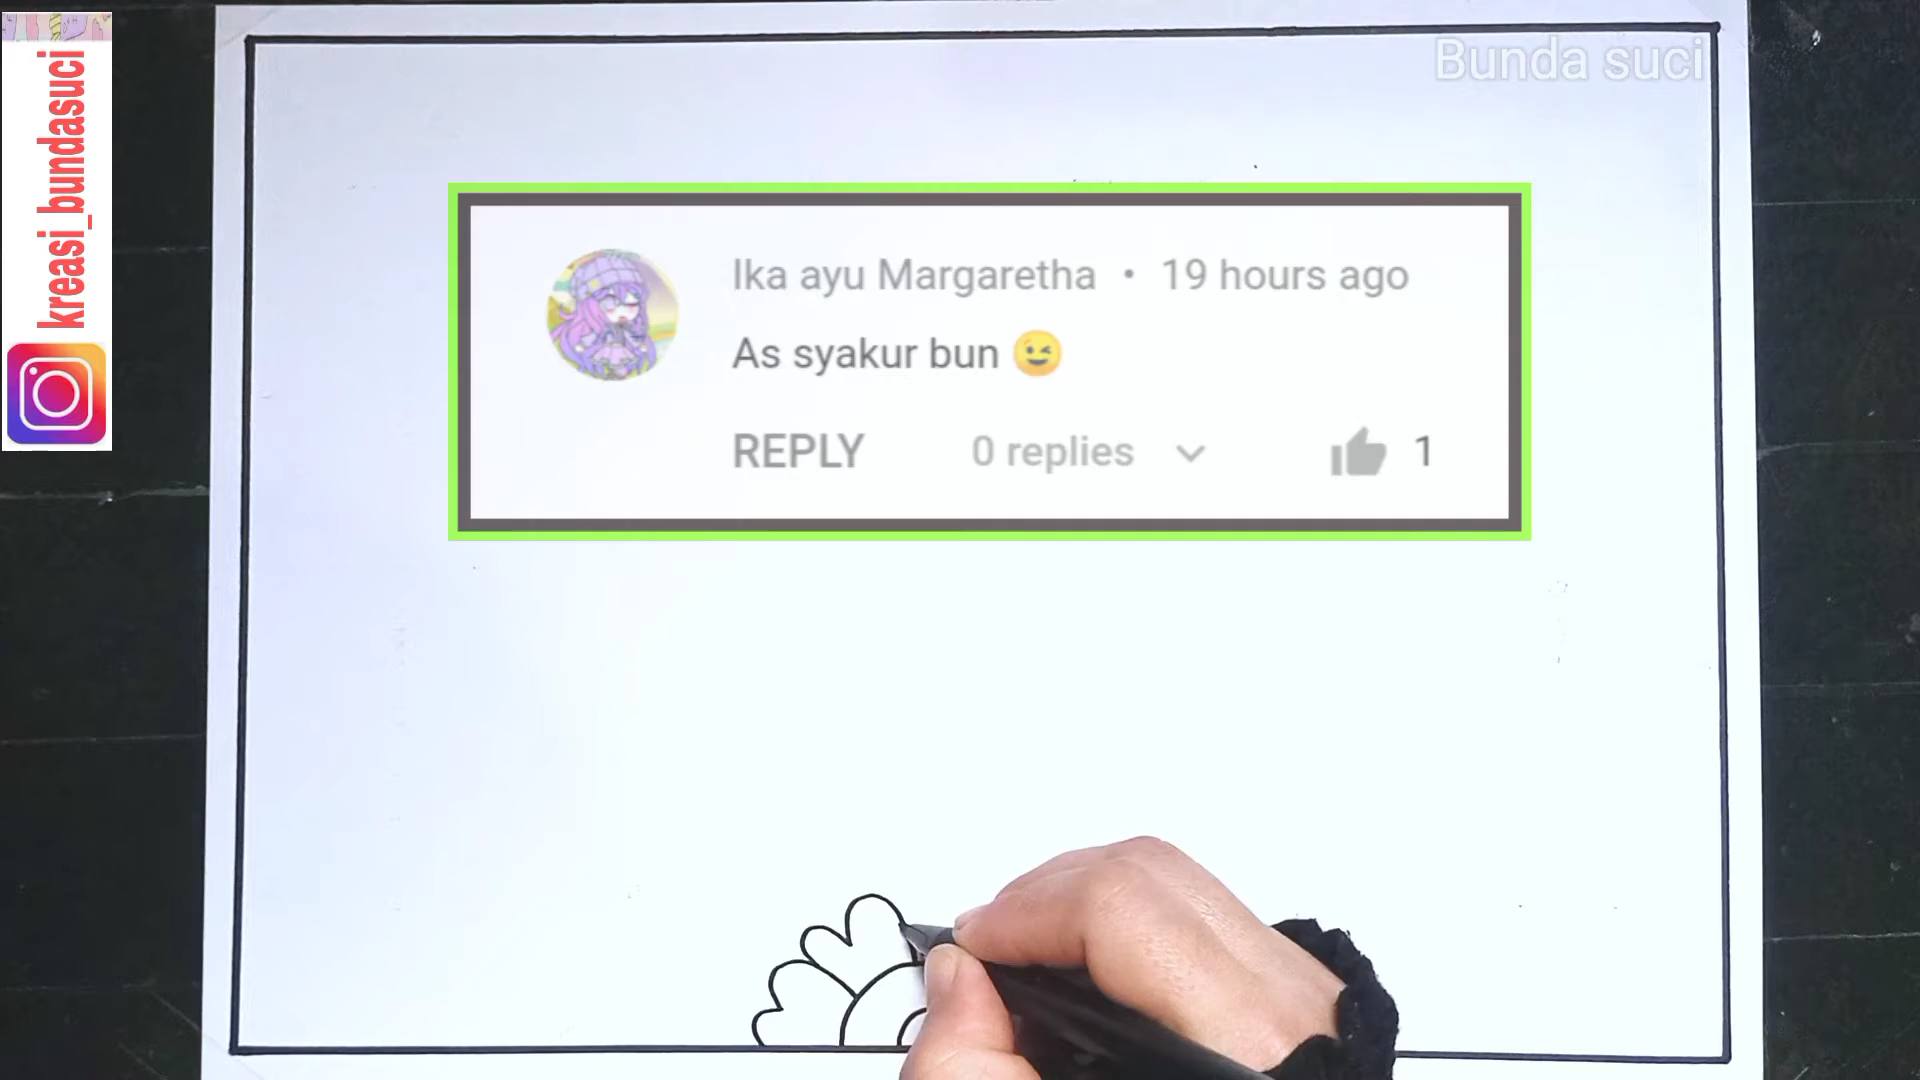 kreasi_bundasuci
Bunda suci
Ika ayu Margaretha • 19 hours ago
As syakur bun 😉
REPLY 0 replies 1